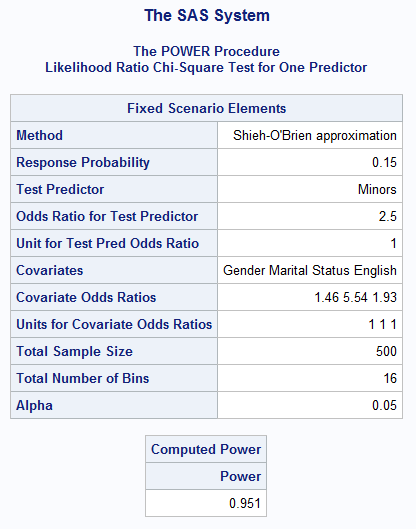 The SAS System
The POWER Procedure
Likelihood Ratio Chi-Square Test for One Predictor
Fixed Scenario Elements
Method Shieh-O'Brien approximation
Response Probability 0.15
Test Predictor Minors
Odds Ratio for Test Predictor 2.5
Unit for Test Pred Odds Ratio 1
Covariates Gender Marital Status English
Covariate Odds Ratios 1.46 5.54 1.93
Units for Covariate Odds Ratios 1 1 1
Total Sample Size 500
Total Number of Bins 16
Alpha 0.05
Computed Power
Power
0.951